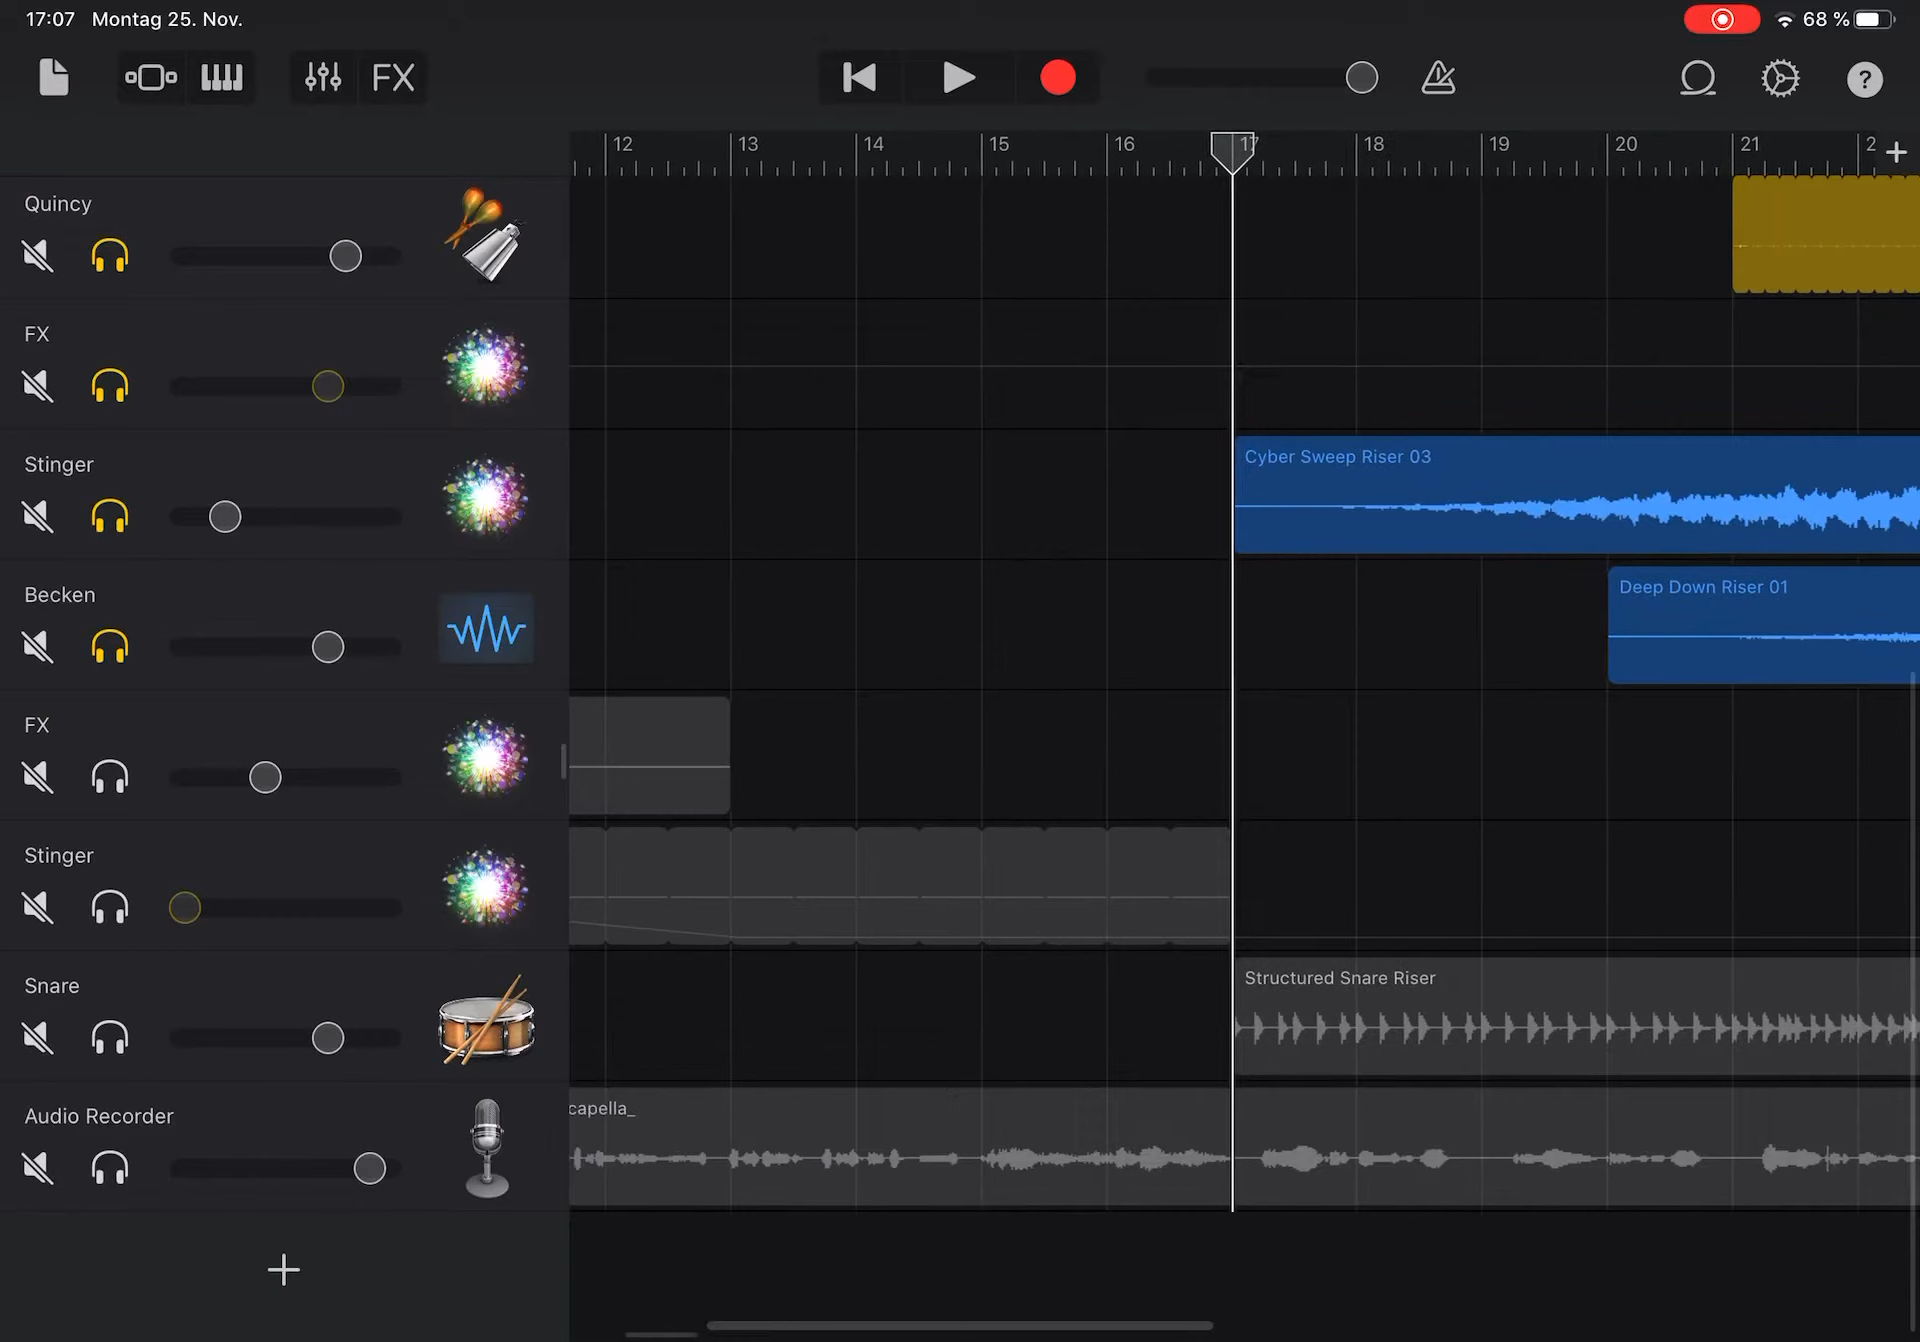 17:07 Montag 25. Nov.
68 %
FX
?
12 13 14 15 16 17 18 19 20 21 2 +
Quincy
FX
Stinger
Cyber Sweep Riser 03
Becken
Deep Down Riser 01
FX
Stinger
Snare
Structured Snare Riser
Audio Recorder
capella_
+